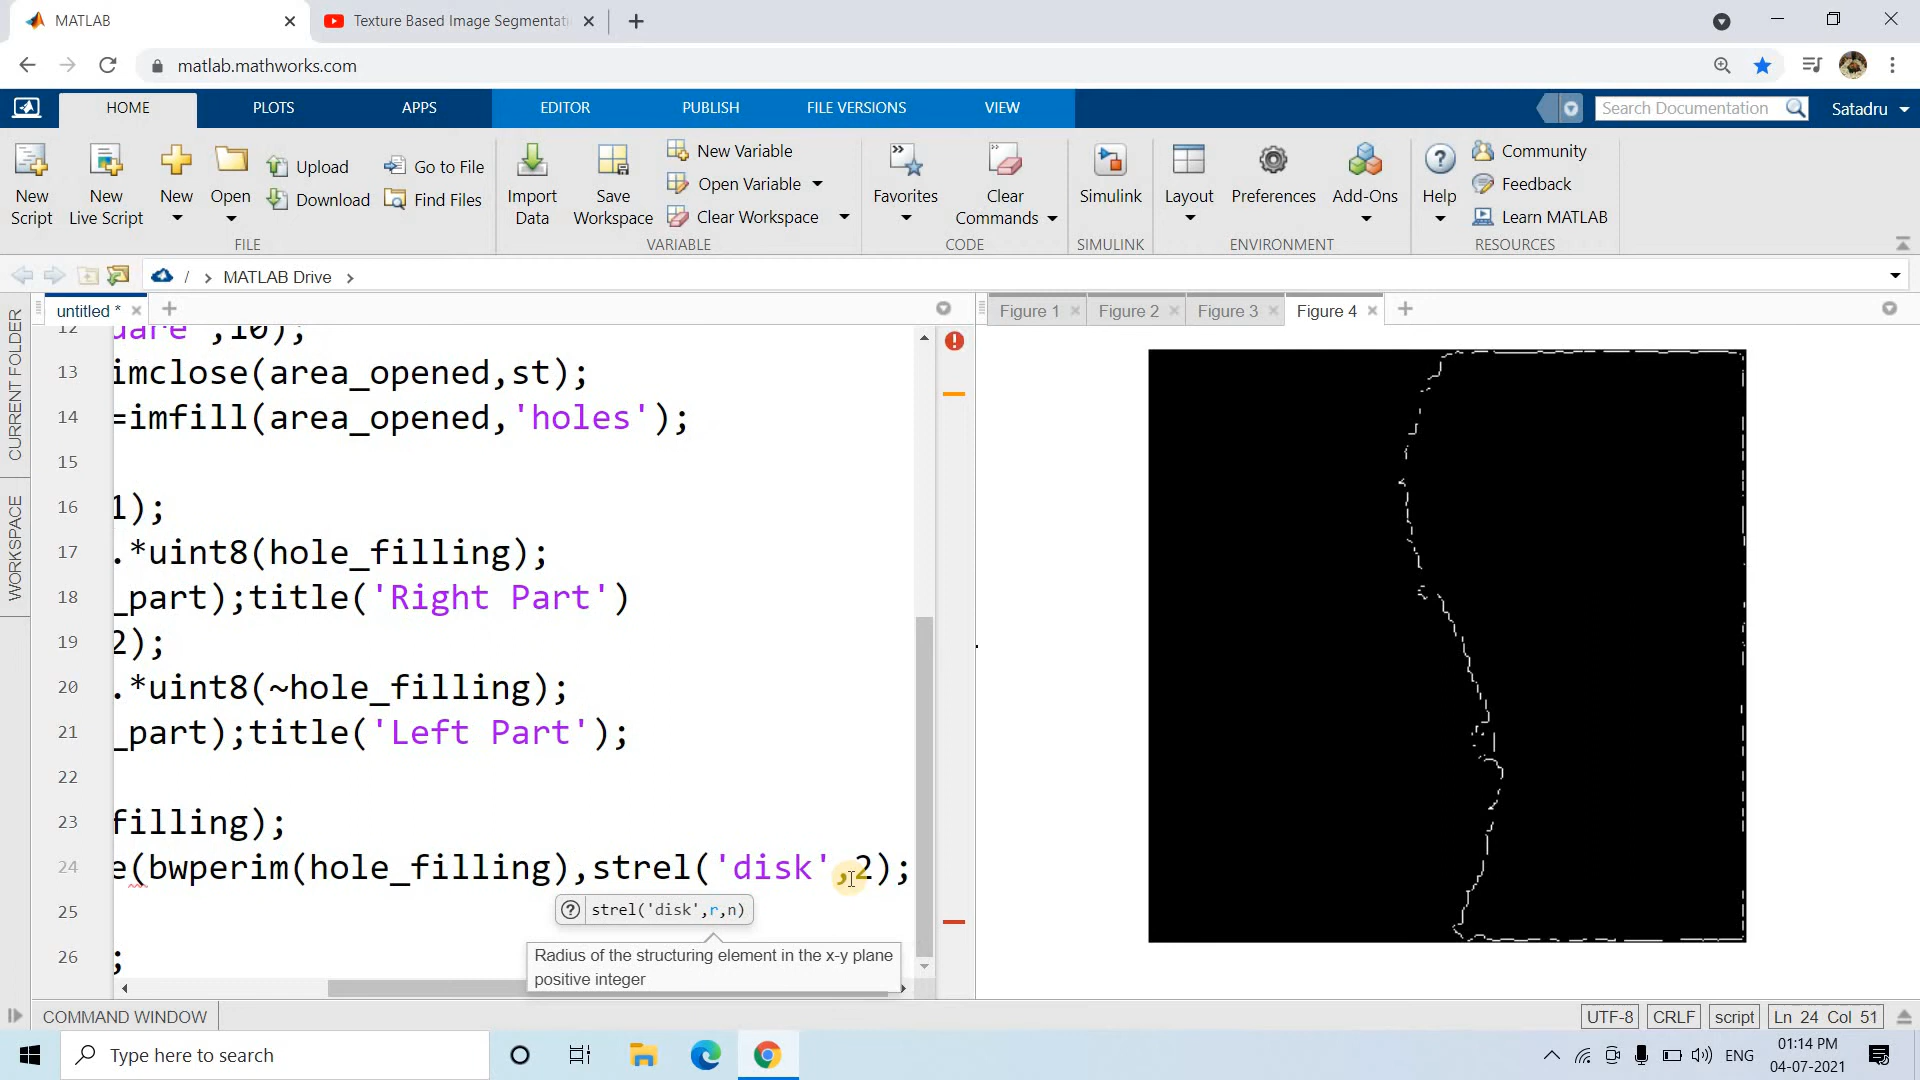 MATLAB
Texture Based Image Segmentati
matlab.mathworks.com
HOME
PLOTS
APPS
EDITOR
PUBLISH
FILE VERSIONS
VIEW
Search Documentation
Satadru
New Script
New Live Script
New
Open
Upload
Download
Go to File
Find Files
FILE
Import Data
Save Workspace
New Variable
Open Variable
Clear Workspace
VARIABLE
Favorites
Clear Commands
CODE
Simulink
SIMULINK
Layout
Preferences
Add-Ons
ENVIRONMENT
Help
Community
Feedback
Learn MATLAB
RESOURCES
/ > MATLAB Drive >
CURRENT FOLDER
WORKSPACE
untitled *
Figure 1
Figure 2
Figure 3
Figure 4
12 uare',10);
13 imclose(area_opened,st);
14 =imfill(area_opened,'holes');
15
16 1);
17 .*uint8(hole_filling);
18 _part);title('Right Part')
19 2);
20 .*uint8(~hole_filling);
21 _part);title('Left Part');
22
23 filling);
24 e(bwperim(hole_filling),strel('disk',2);
25
26 ;
strel('disk',r,n)
Radius of the structuring element in the x-y plane
positive integer
COMMAND WINDOW
UTF-8
CRLF
script
Ln 24 Col 51
Type here to search
ENG
01:14 PM
04-07-2021